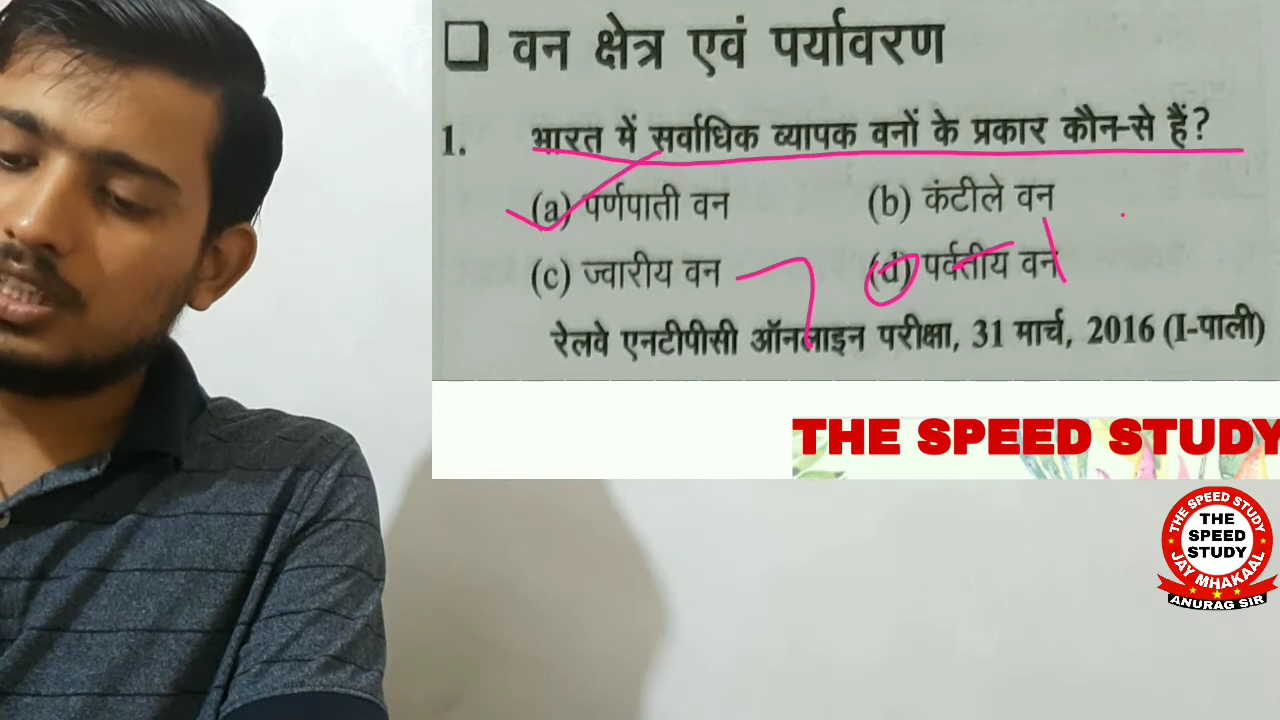 ❑ वन क्षेत्र एवं पर्यावरण
1. भारत में सर्वाधिक व्यापक वनों के प्रकार कौन-से हैं?
(a) पर्णपाती वन (b) कंटीले वन
(c) ज्वारीय वन (d) पर्वतीय वन
रेलवे एनटीपीसी ऑनलाइन परीक्षा, 31 मार्च, 2016 (I-पाली)
THE SPEED STUDY
THE SPEED STUDY
THE
SPEED
STUDY
JAY MHAKAAL
ANURAG SIR